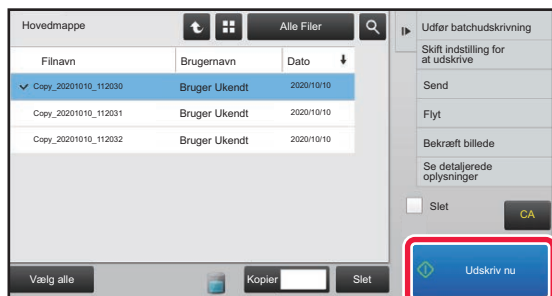 Hovedmappe
Alle Filer
Filnavn
Brugernavn
Dato
Copy_20201010_112030
Bruger Ukendt
2020/10/10
Copy_20201010_112031
Bruger Ukendt
2020/10/10
Copy_20201010_112032
Bruger Ukendt
2020/10/10
Vælg alle
Kopier
Slet
Udfør batchudskrivning
Skift indstilling for
at udskrive
Send
Flyt
Bekræft billede
Se detaljerede
oplysninger
Slet
CA
Udskriv nu